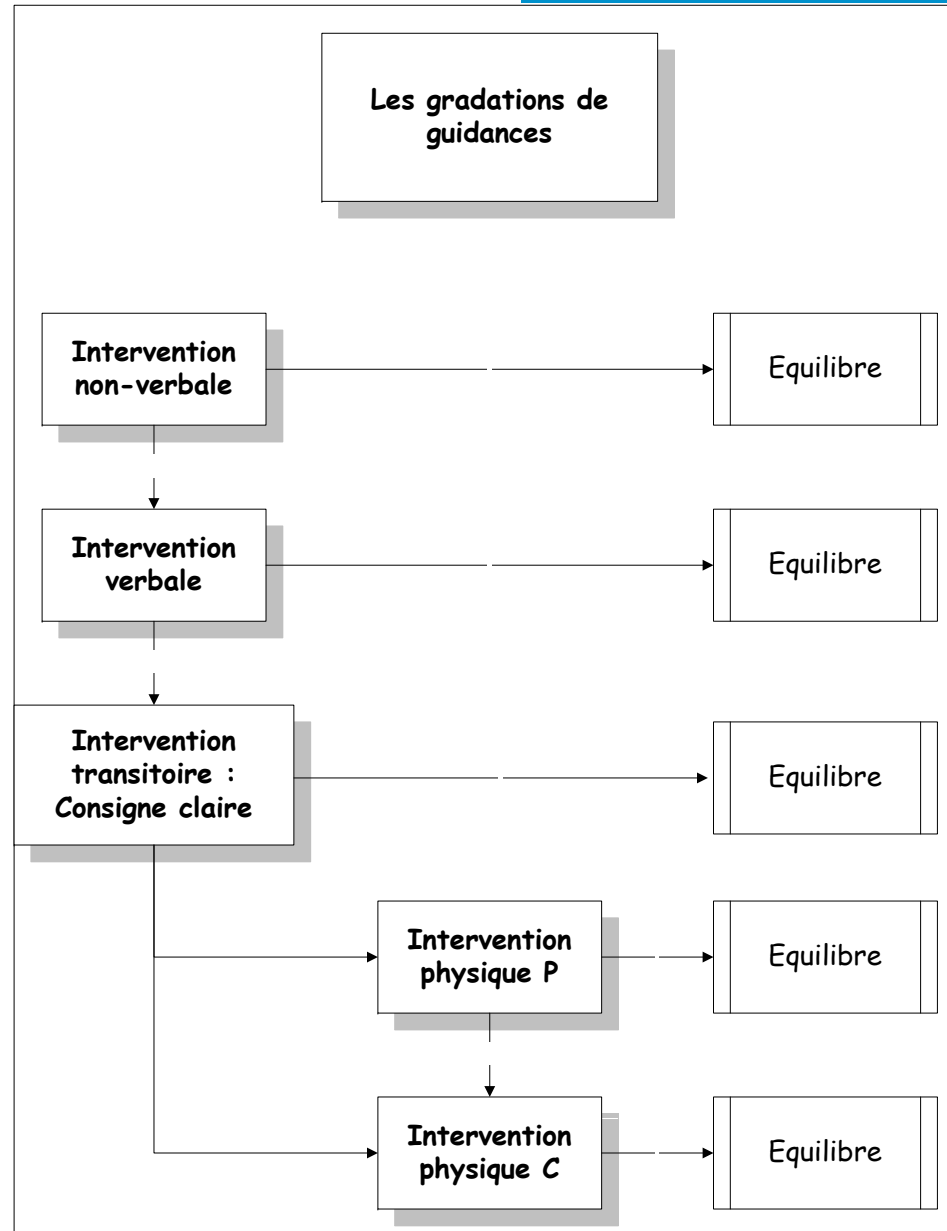 Les gradations de
guidances
Intervention
non-verbale
Equilibre
Intervention
verbale
Equilibre
Intervention
transitoire :
Consigne claire
Equilibre
Intervention
physique P
Equilibre
Intervention
physique C
Equilibre